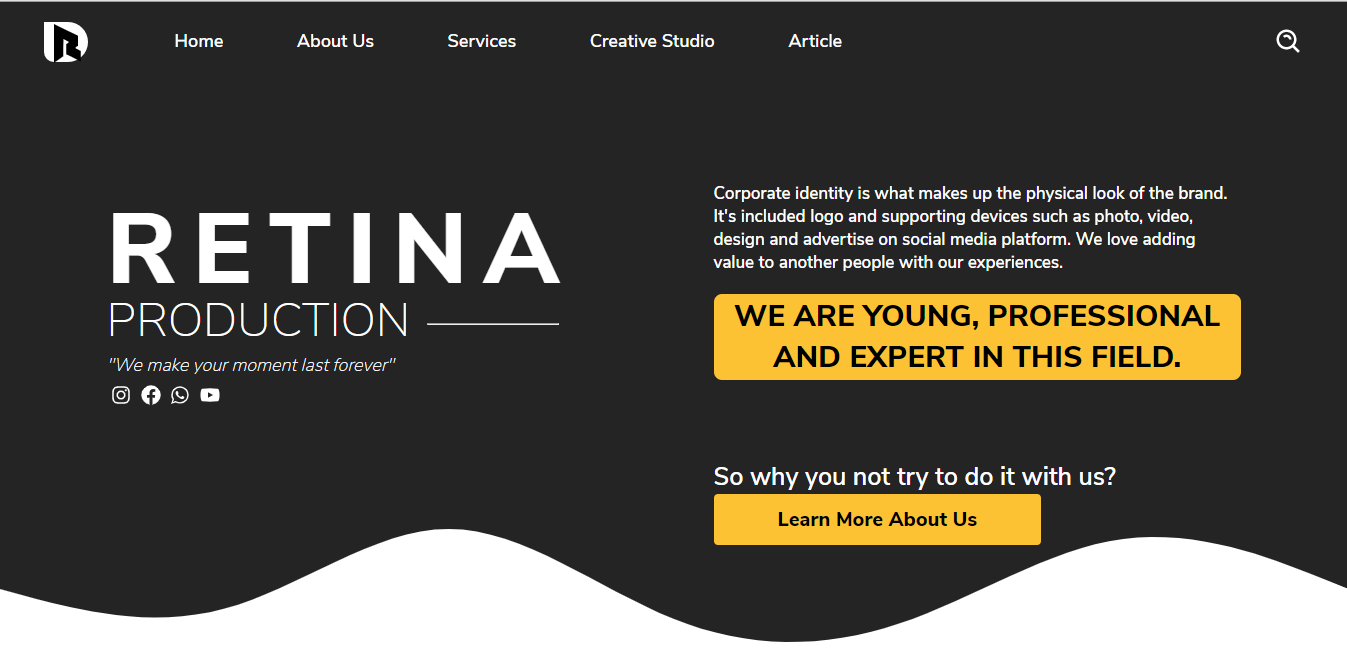 Home About Us Services Creative Studio Article
RETINA
PRODUCTION
"We make your moment last forever"
Corporate identity is what makes up the physical look of the brand.
It's included logo and supporting devices such as photo, video,
design and advertise on social media platform. We love adding
value to another people with our experiences.
WE ARE YOUNG, PROFESSIONAL
AND EXPERT IN THIS FIELD.
So why you not try to do it with us?
Learn More About Us